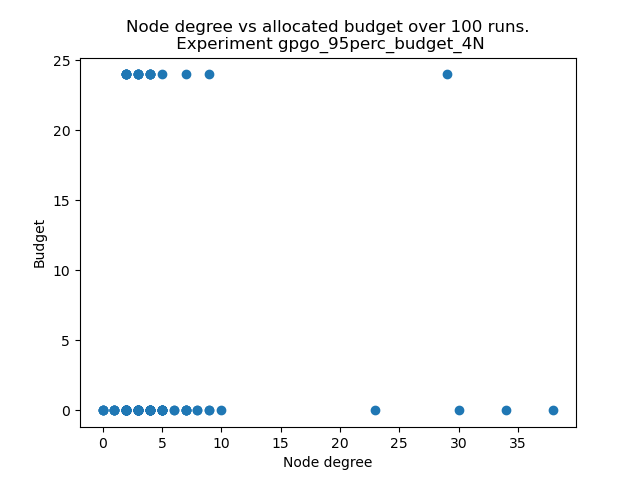 Node degree vs allocated budget over 100 runs.
Experiment gpgo_95perc_budget_4N
25
20
15
10
5
0
Budget
0 5 10 15 20 25 30 35
Node degree